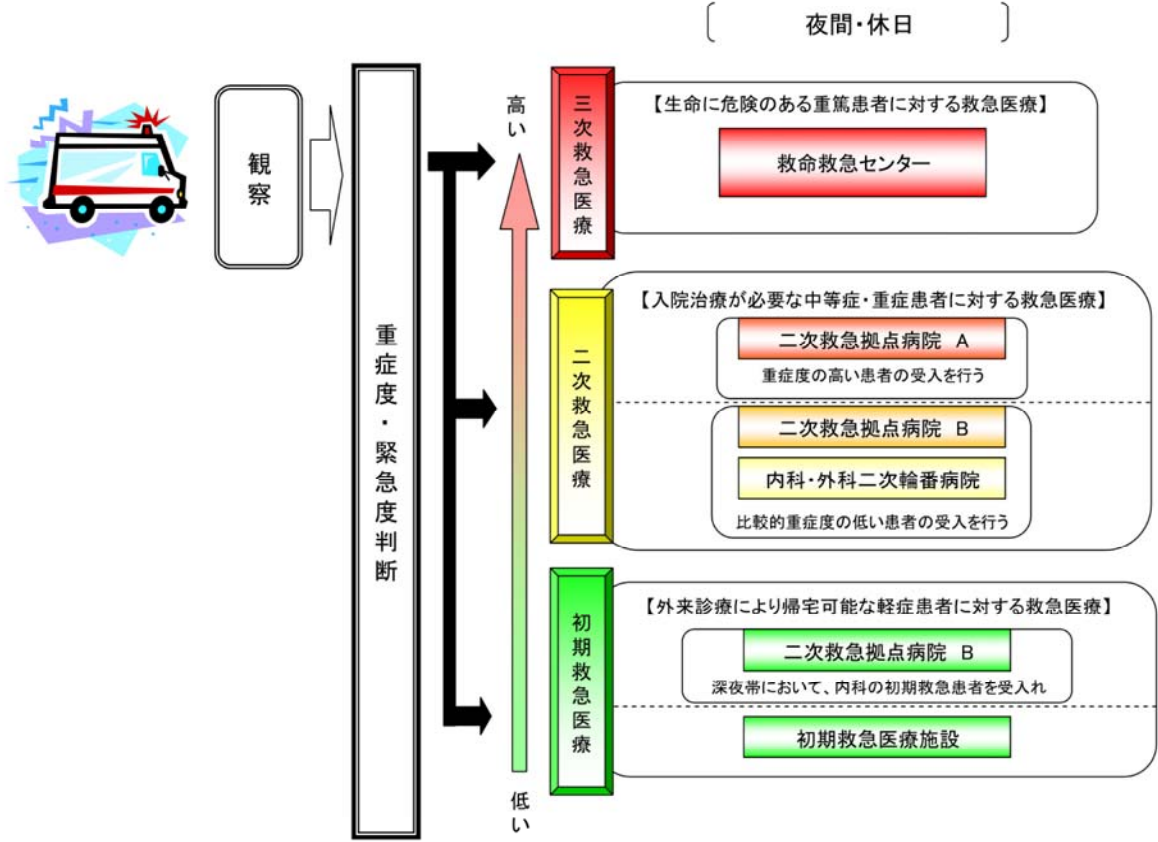 夜間・休日
観察
重症度・緊急度判断
高い
低い
三次救急医療
【生命に危険のある重篤患者に対する救急医療】
救命救急センター
二次救急医療
【入院治療が必要な中等症・重症患者に対する救急医療】
二次救急拠点病院 A
重症度の高い患者の受入を行う
二次救急拠点病院 B
内科・外科二次輪番病院
比較的重症度の低い患者の受入を行う
初期救急医療
【外来診療により帰宅可能な軽症患者に対する救急医療】
二次救急拠点病院 B
深夜帯において、内科の初期救急患者を受入れ
初期救急医療施設